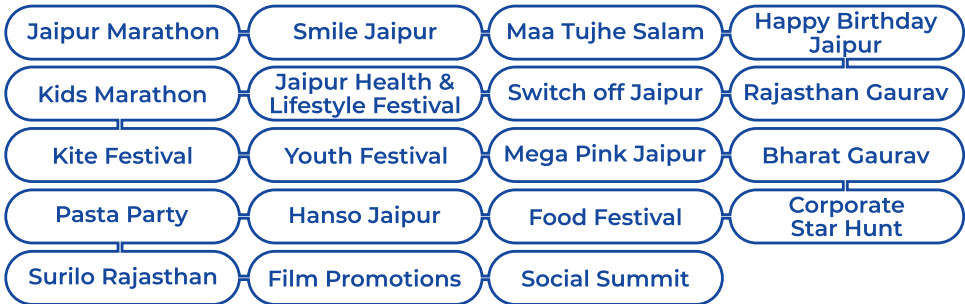 Jaipur Marathon
Smile Jaipur
Maa Tujhe Salam
Happy Birthday
Jaipur
Kids Marathon
Jaipur Health &
Lifestyle Festival
Switch off Jaipur
Rajasthan Gaurav
Kite Festival
Youth Festival
Mega Pink Jaipur
Bharat Gaurav
Pasta Party
Hanso Jaipur
Food Festival
Corporate
Star Hunt
Surilo Rajasthan
Film Promotions
Social Summit